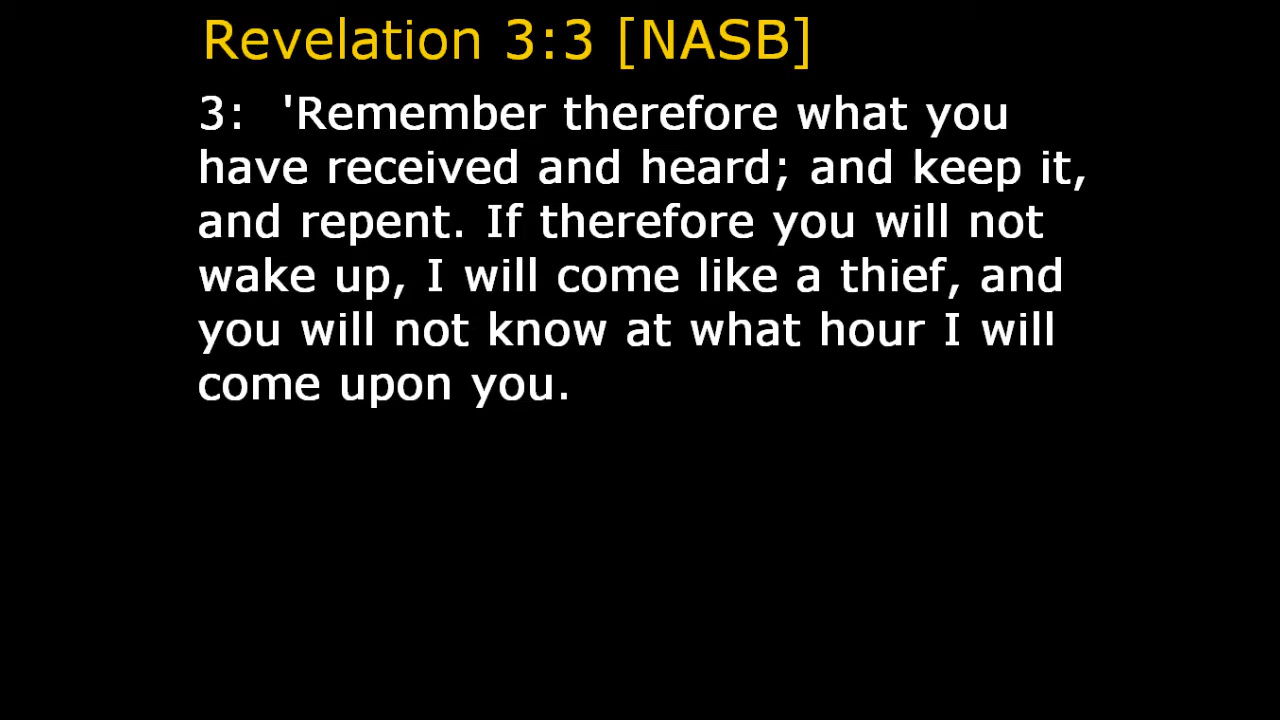 Revelation 3:3 [NASB]
3:  'Remember therefore what you
have received and heard; and keep it,
and repent. If therefore you will not
wake up, I will come like a thief, and
you will not know at what hour I will
come upon you.